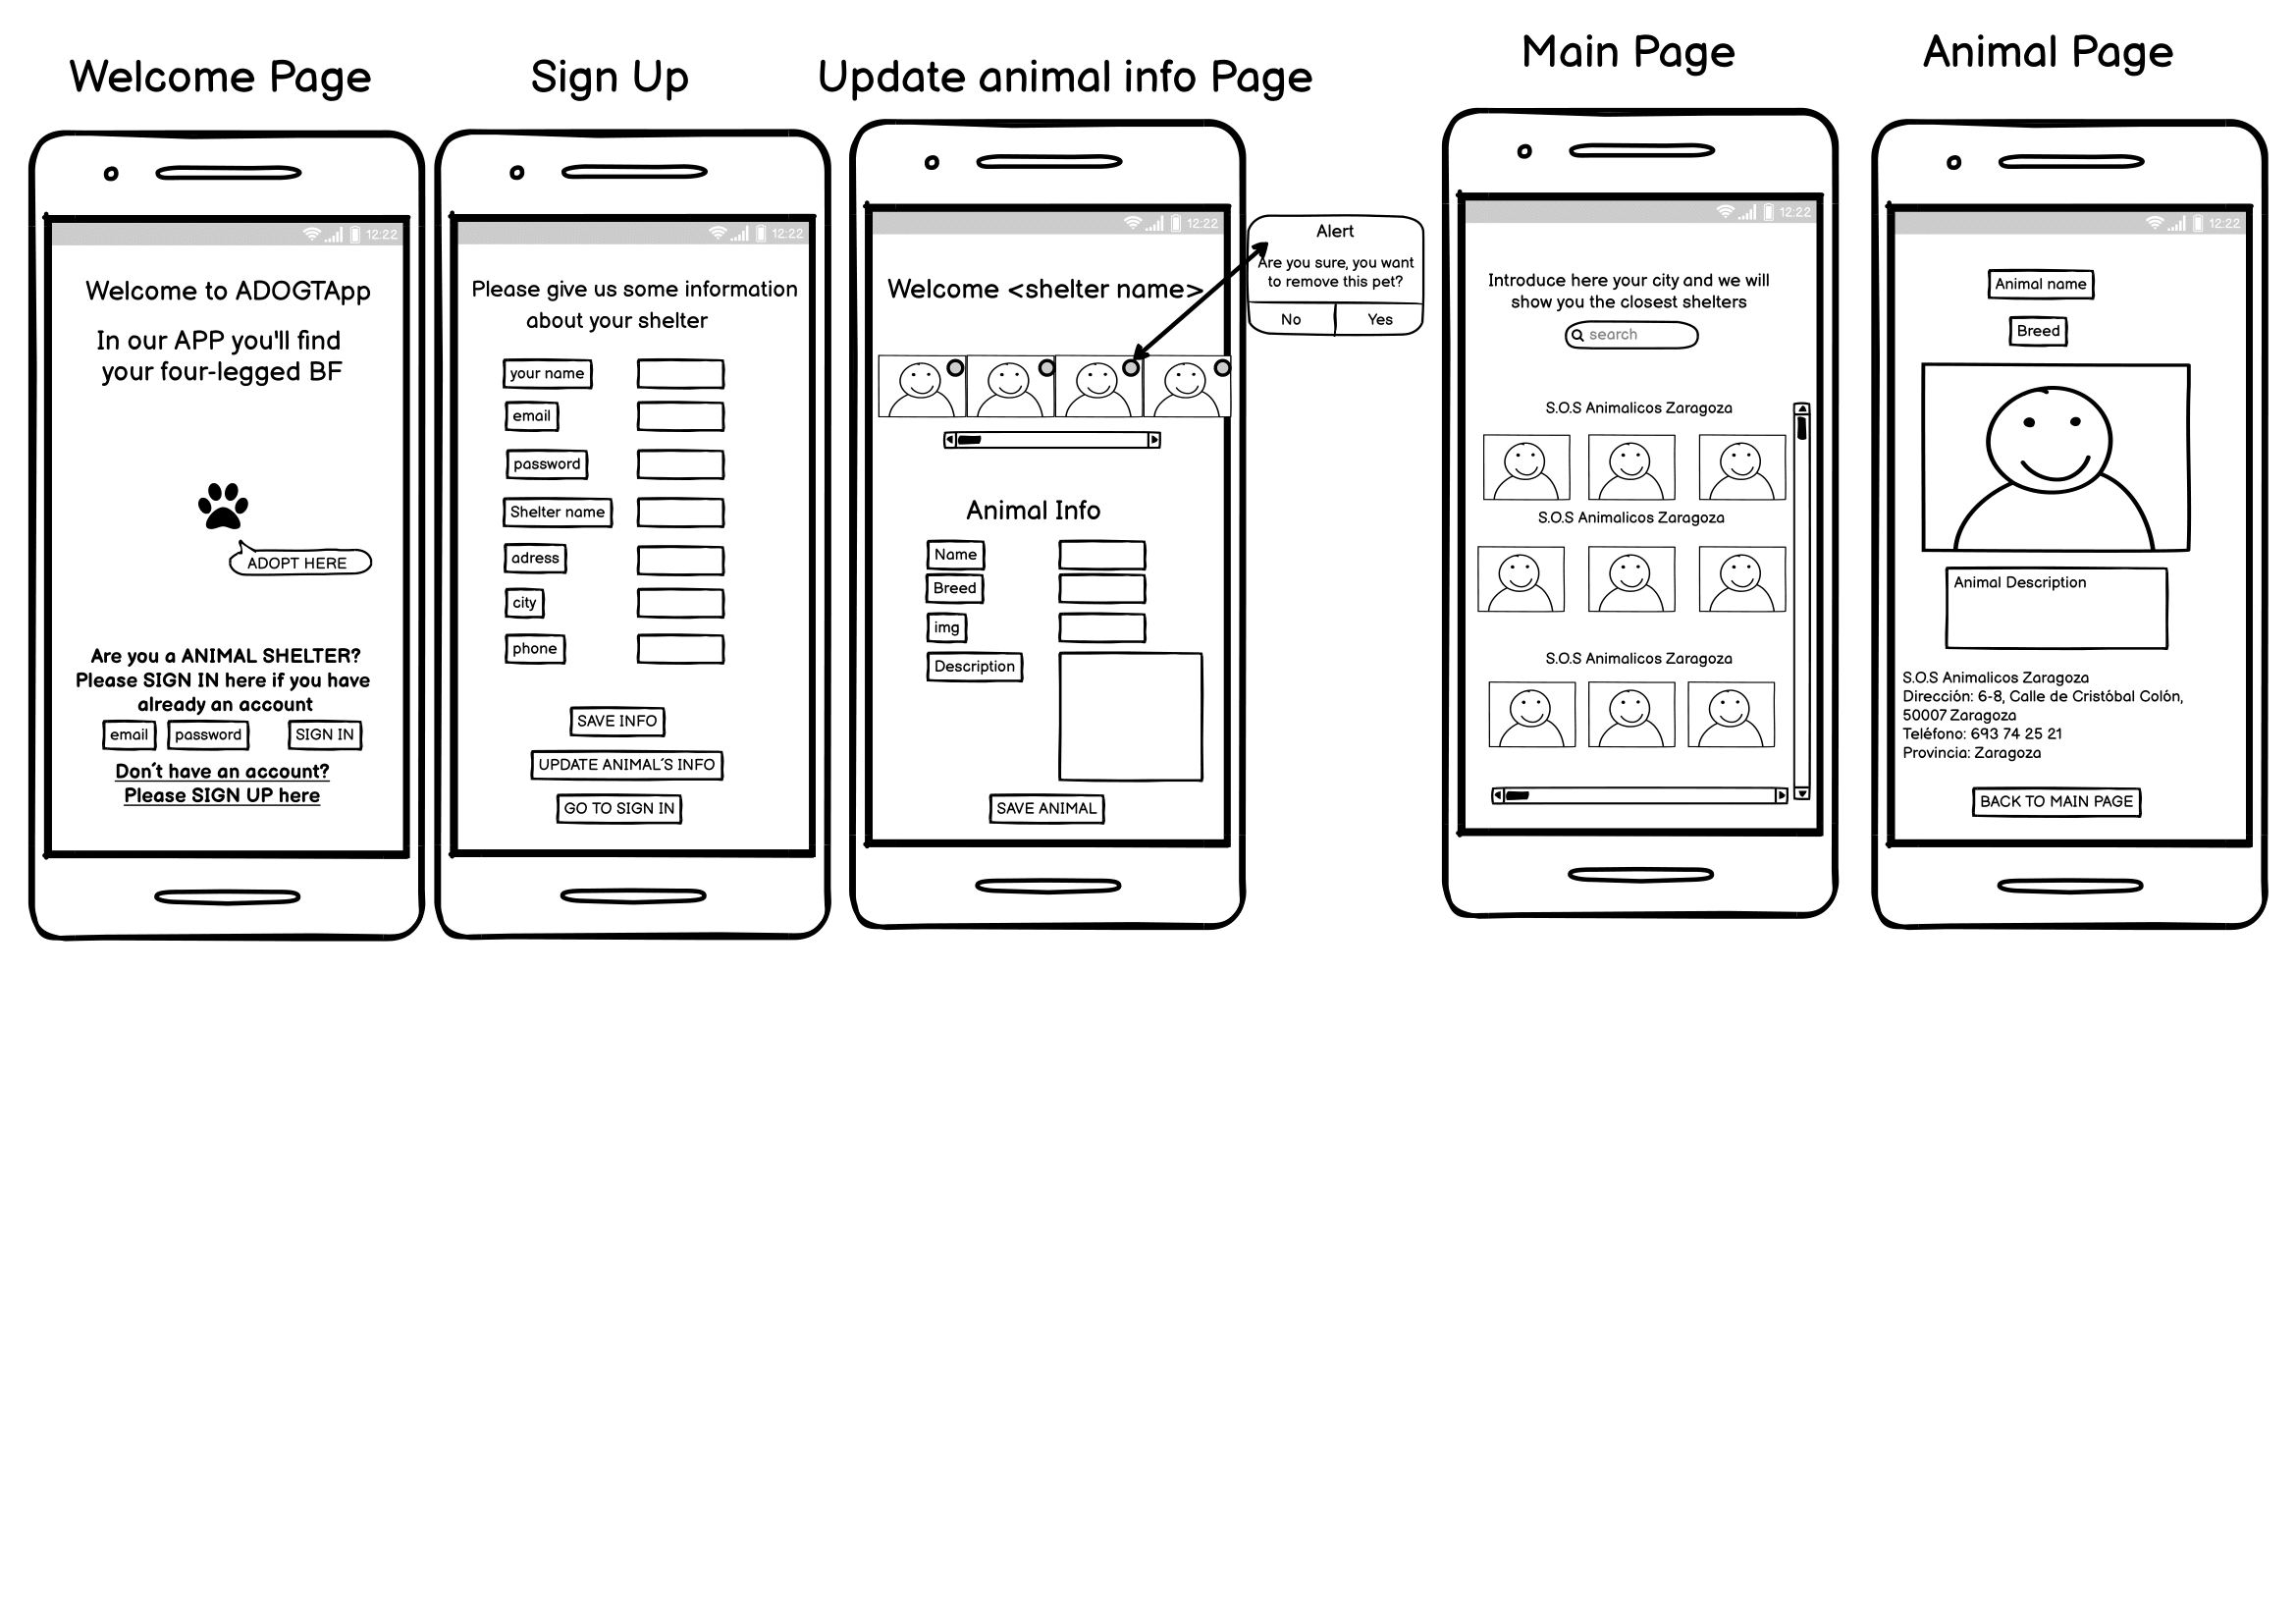 Welcome Page
12:22
Welcome to ADOGTApp
In our APP you'll find
your four-legged BF
ADOPT HERE
Are you a ANIMAL SHELTER?
Please SIGN IN here if you have
already an account
email password SIGN IN
Don´t have an account?
Please SIGN UP here
Sign Up
12:22
Please give us some information
about your shelter
your name
email
password
Shelter name
adress
city
phone
SAVE INFO
UPDATE ANIMAL´S INFO
GO TO SIGN IN
Update animal info Page
12:22
Welcome <shelter name>
Animal Info
Name
Breed
img
Description
SAVE ANIMAL
Alert
Are you sure, you want
to remove this pet?
No Yes
Main Page
12:22
Introduce here your city and we will
show you the closest shelters
search
S.O.S Animalicos Zaragoza
S.O.S Animalicos Zaragoza
S.O.S Animalicos Zaragoza
Animal Page
12:22
Animal name
Breed
Animal Description
S.O.S Animalicos Zaragoza
Dirección: 6-8, Calle de Cristóbal Colón,
50007 Zaragoza
Teléfono: 693 74 25 21
Provincia: Zaragoza
BACK TO MAIN PAGE